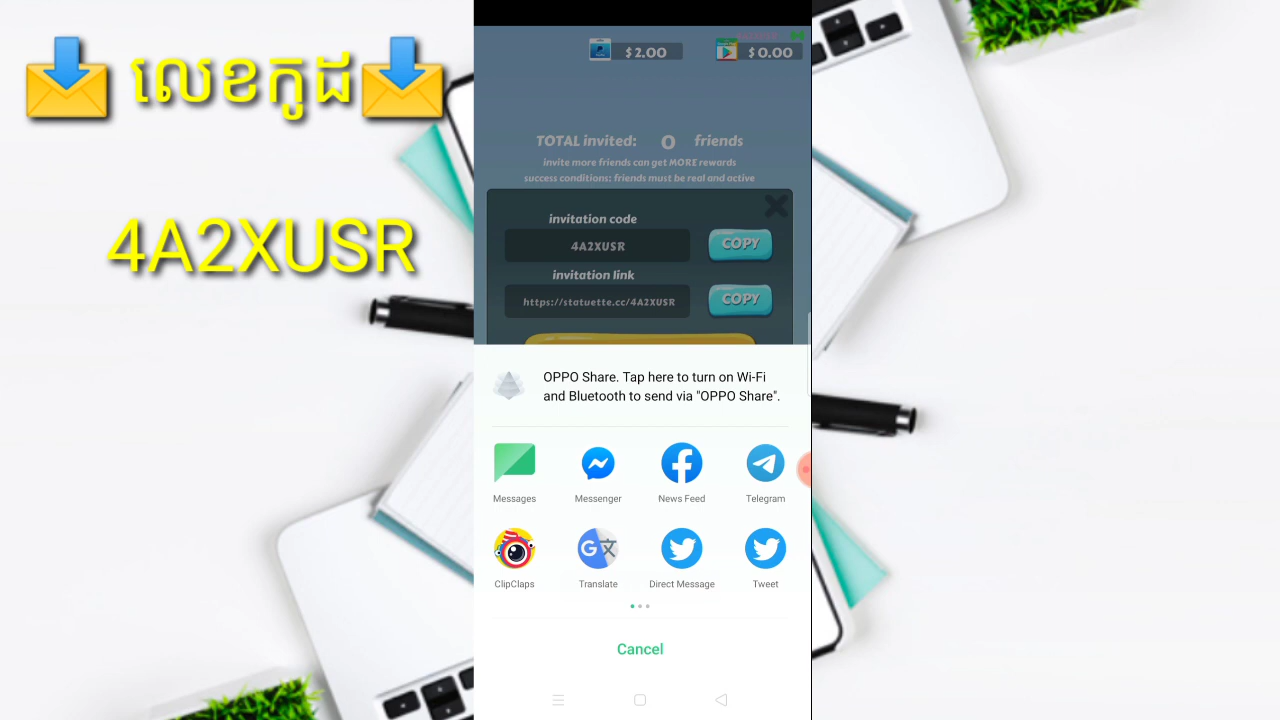 លេខកូដ
4A2XUSR
$ 2.00
$ 0.00
TOTAL invited: 0 friends
invite more friends can get MORE rewards
success conditions: friends must be real and active
invitation code
4A2XUSR
COPY
invitation link
https://statuette.cc/4A2XUSR
COPY
OPPO Share. Tap here to turn on Wi-Fi
and Bluetooth to send via "OPPO Share".
Messages
Messenger
News Feed
Telegram
ClipClaps
Translate
Direct Message
Tweet
Cancel